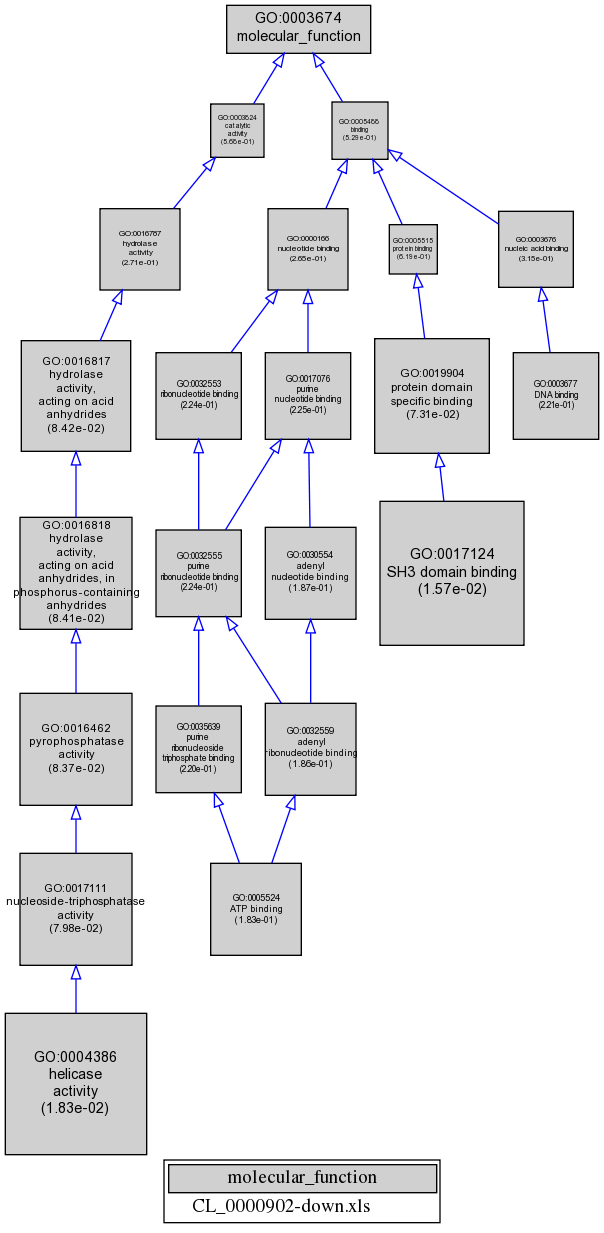 GO:0003674
molecular_function
GO:0003824
catalytic
activity
(5.66e-01)
GO:0005488
binding
(5.29e-01)
GO:0016787
hydrolase
activity
(2.71e-01)
GO:0000166
nucleotide binding
(2.65e-01)
GO:0005515
protein binding
(6.19e-01)
GO:0003676
nucleic acid binding
(3.15e-01)
GO:0016817
hydrolase
activity,
acting on acid
anhydrides
(8.42e-02)
GO:0032553
ribonucleotide binding
(2.24e-01)
GO:0017076
purine
nucleotide binding
(2.25e-01)
GO:0019904
protein domain
specific binding
(7.31e-02)
GO:0003677
DNA binding
(2.21e-01)
GO:0016818
hydrolase
activity,
acting on acid
anhydrides, in
phosphorus-containing
anhydrides
(8.41e-02)
GO:0032555
purine
ribonucleotide binding
(2.24e-01)
GO:0030554
adenyl
nucleotide binding
(1.87e-01)
GO:0017124
SH3 domain binding
(1.57e-02)
GO:0016462
pyrophosphatase
activity
(8.37e-02)
GO:0035639
purine
ribonucleoside
triphosphate binding
(2.20e-01)
GO:0032559
adenyl
ribonucleotide binding
(1.86e-01)
GO:0017111
nucleoside-triphosphatase
activity
(7.98e-02)
GO:0005524
ATP binding
(1.83e-01)
GO:0004386
helicase
activity
(1.83e-02)
molecular_function
CL_0000902-down.xls